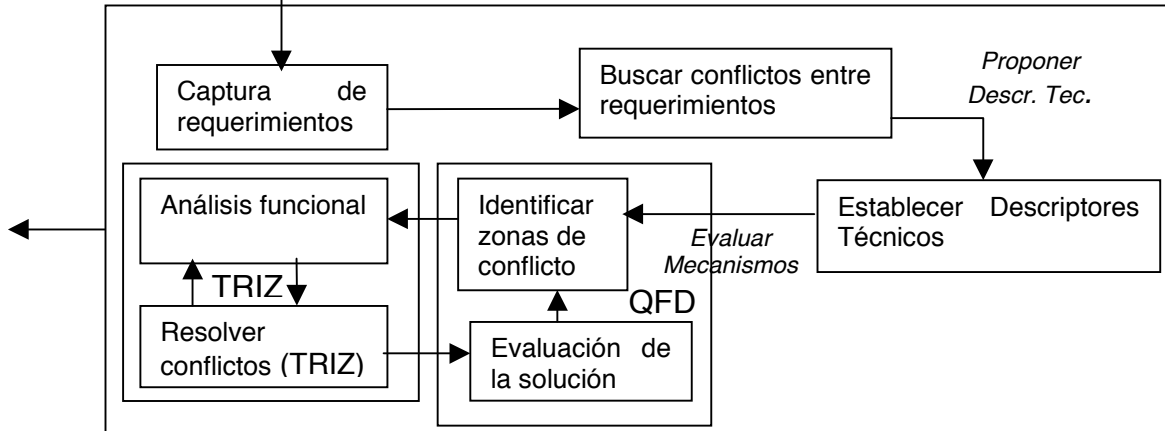 Captura de
requerimientos
Buscar conflictos entre
requerimientos
Proponer
Descr. Tec.
Análisis funcional
Identificar
zonas de
conflicto
Evaluar
Mecanismos
Establecer Descriptores
Técnicos
TRIZ
QFD
Resolver
conflictos (TRIZ)
Evaluación de
la solución